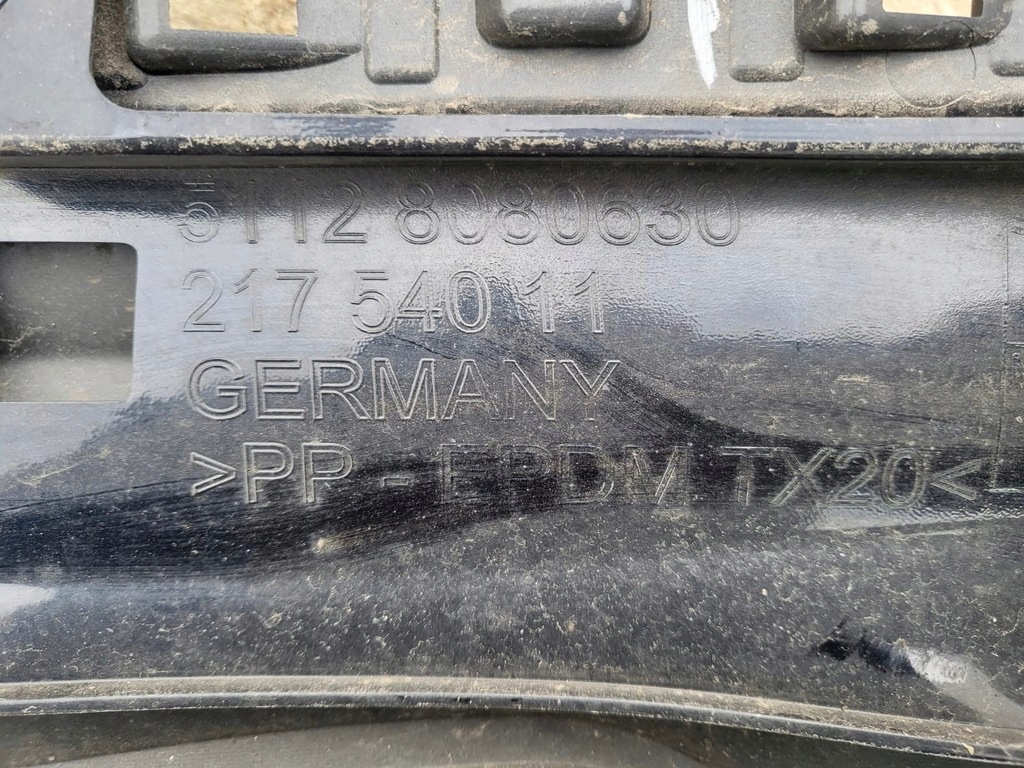 5112 8080630
217 540 11
GERMANY
>PP - EPDM TX20<